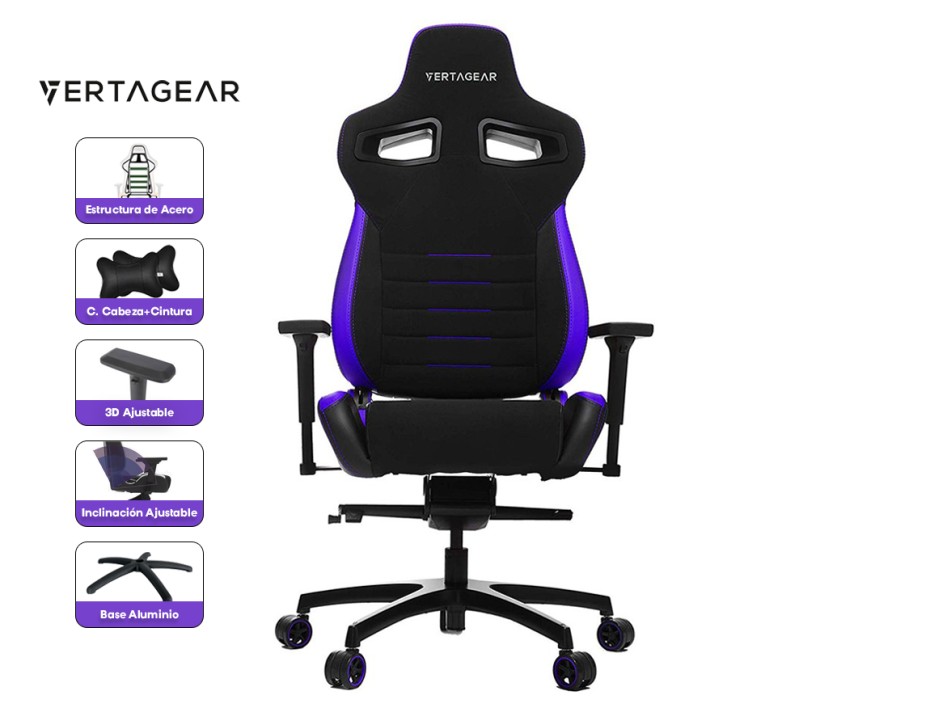 VERTAGEAR
VERTAGEAR
Estructura de Acero
C. Cabeza+Cintura
3D Ajustable
Inclinación Ajustable
Base Aluminio